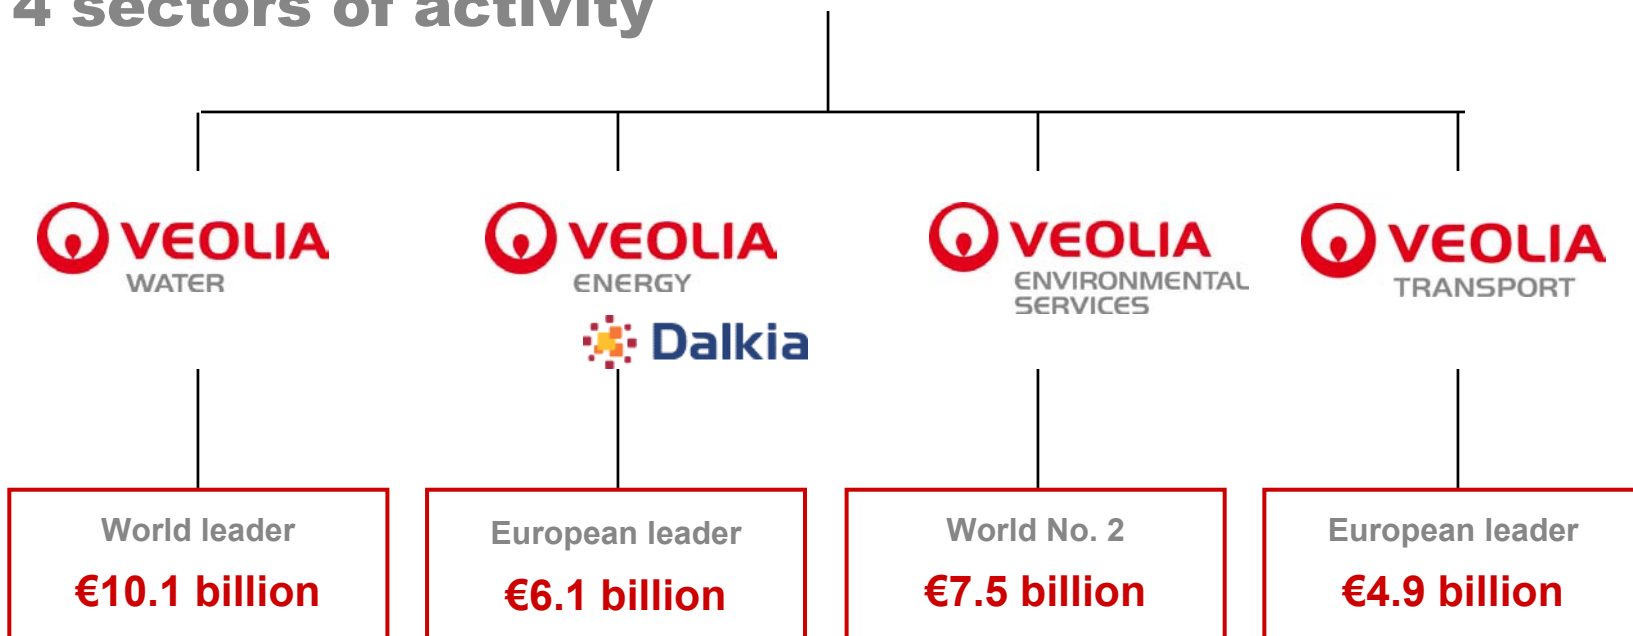 4 sectors of activity
VEOLIA
WATER
VEOLIA
ENERGY
Dalkia
VEOLIA
ENVIRONMENTAL
SERVICES
VEOLIA
TRANSPORT
World leader
€10.1 billion
European leader
€6.1 billion
World No. 2
€7.5 billion
European leader
€4.9 billion